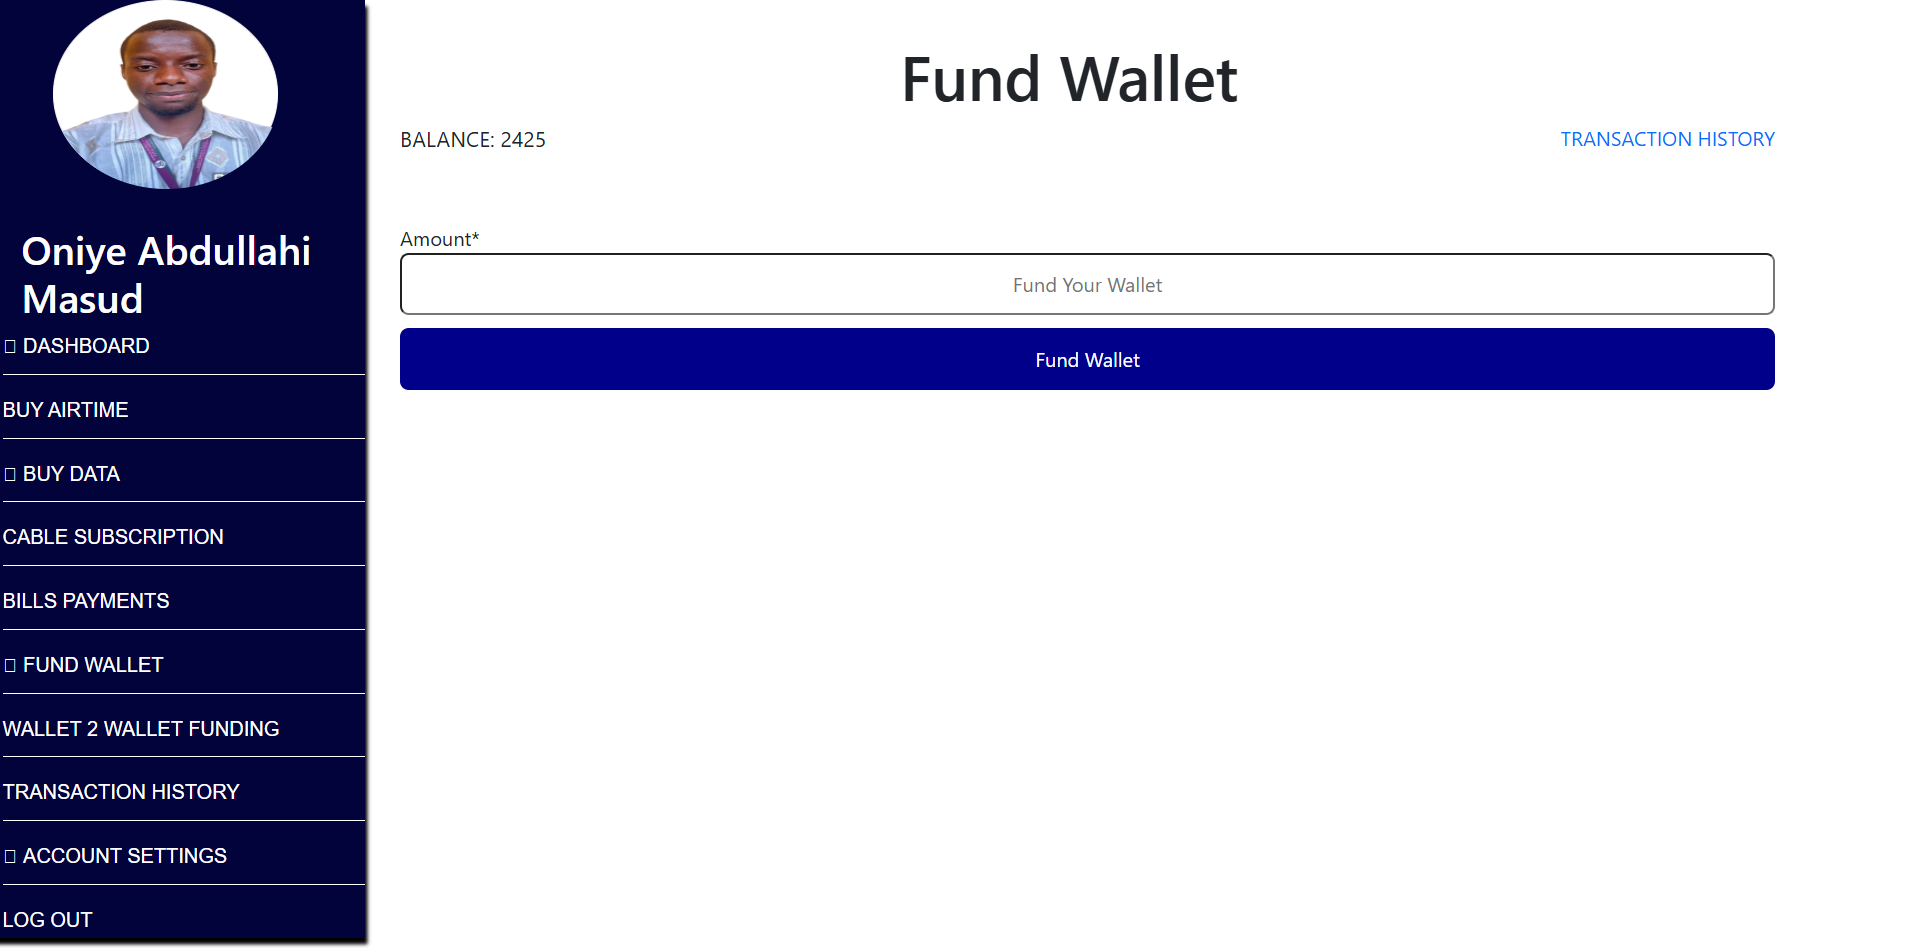 Oniye Abdullahi
Masud
DASHBOARD
BUY AIRTIME
BUY DATA
CABLE SUBSCRIPTION
BILLS PAYMENTS
FUND WALLET
WALLET 2 WALLET FUNDING
TRANSACTION HISTORY
ACCOUNT SETTINGS
LOG OUT
Fund Wallet
BALANCE: 2425
TRANSACTION HISTORY
Amount*
Fund Your Wallet
Fund Wallet